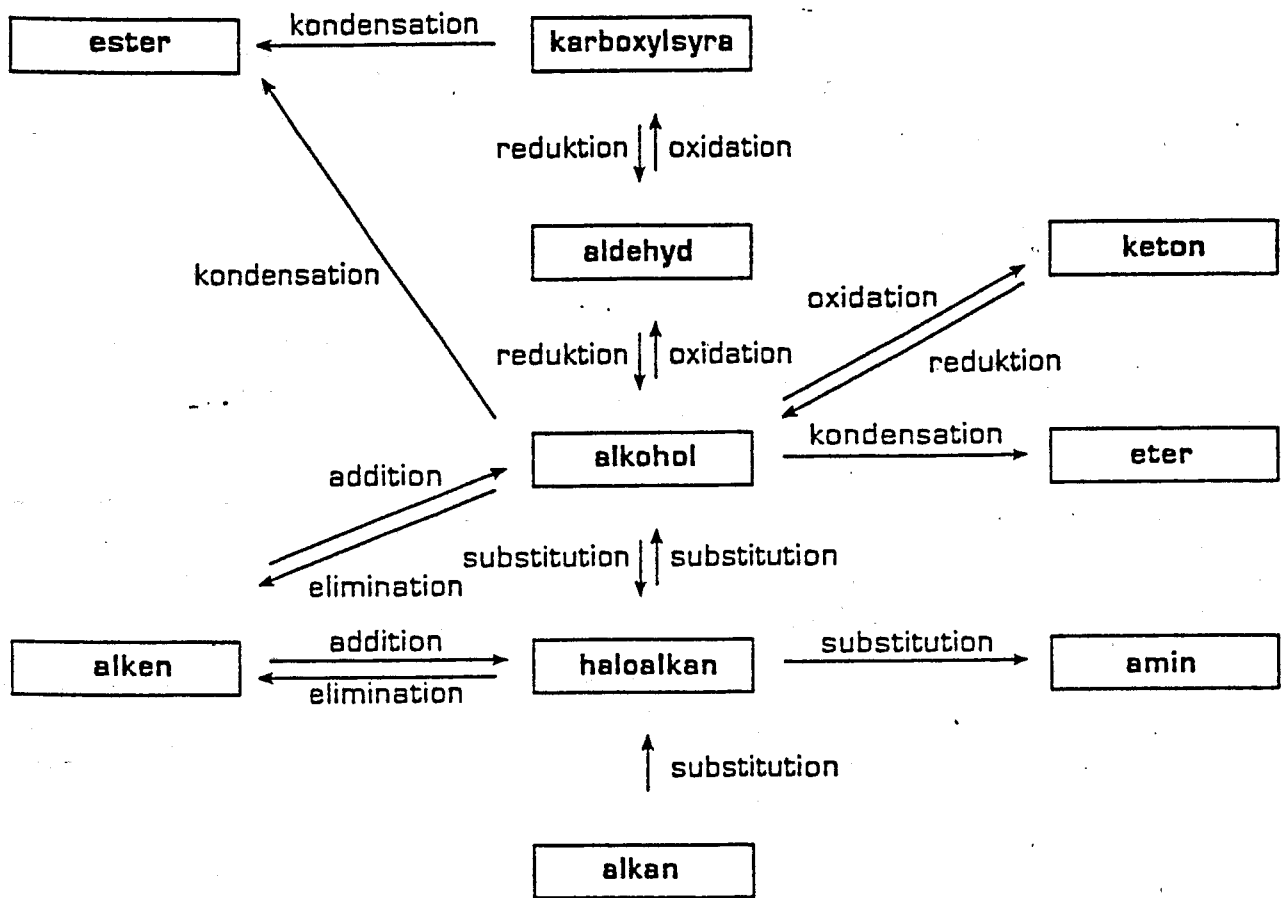 ester
kondensation
karboxylsyra
reduktion
oxidation
aldehyd
keton
kondensation
oxidation
reduktion
oxidation
reduktion
alkohol
kondensation
eter
addition
substitution
substitution
elimination
alken
addition
elimination
haloalkan
substitution
amin
substitution
alkan